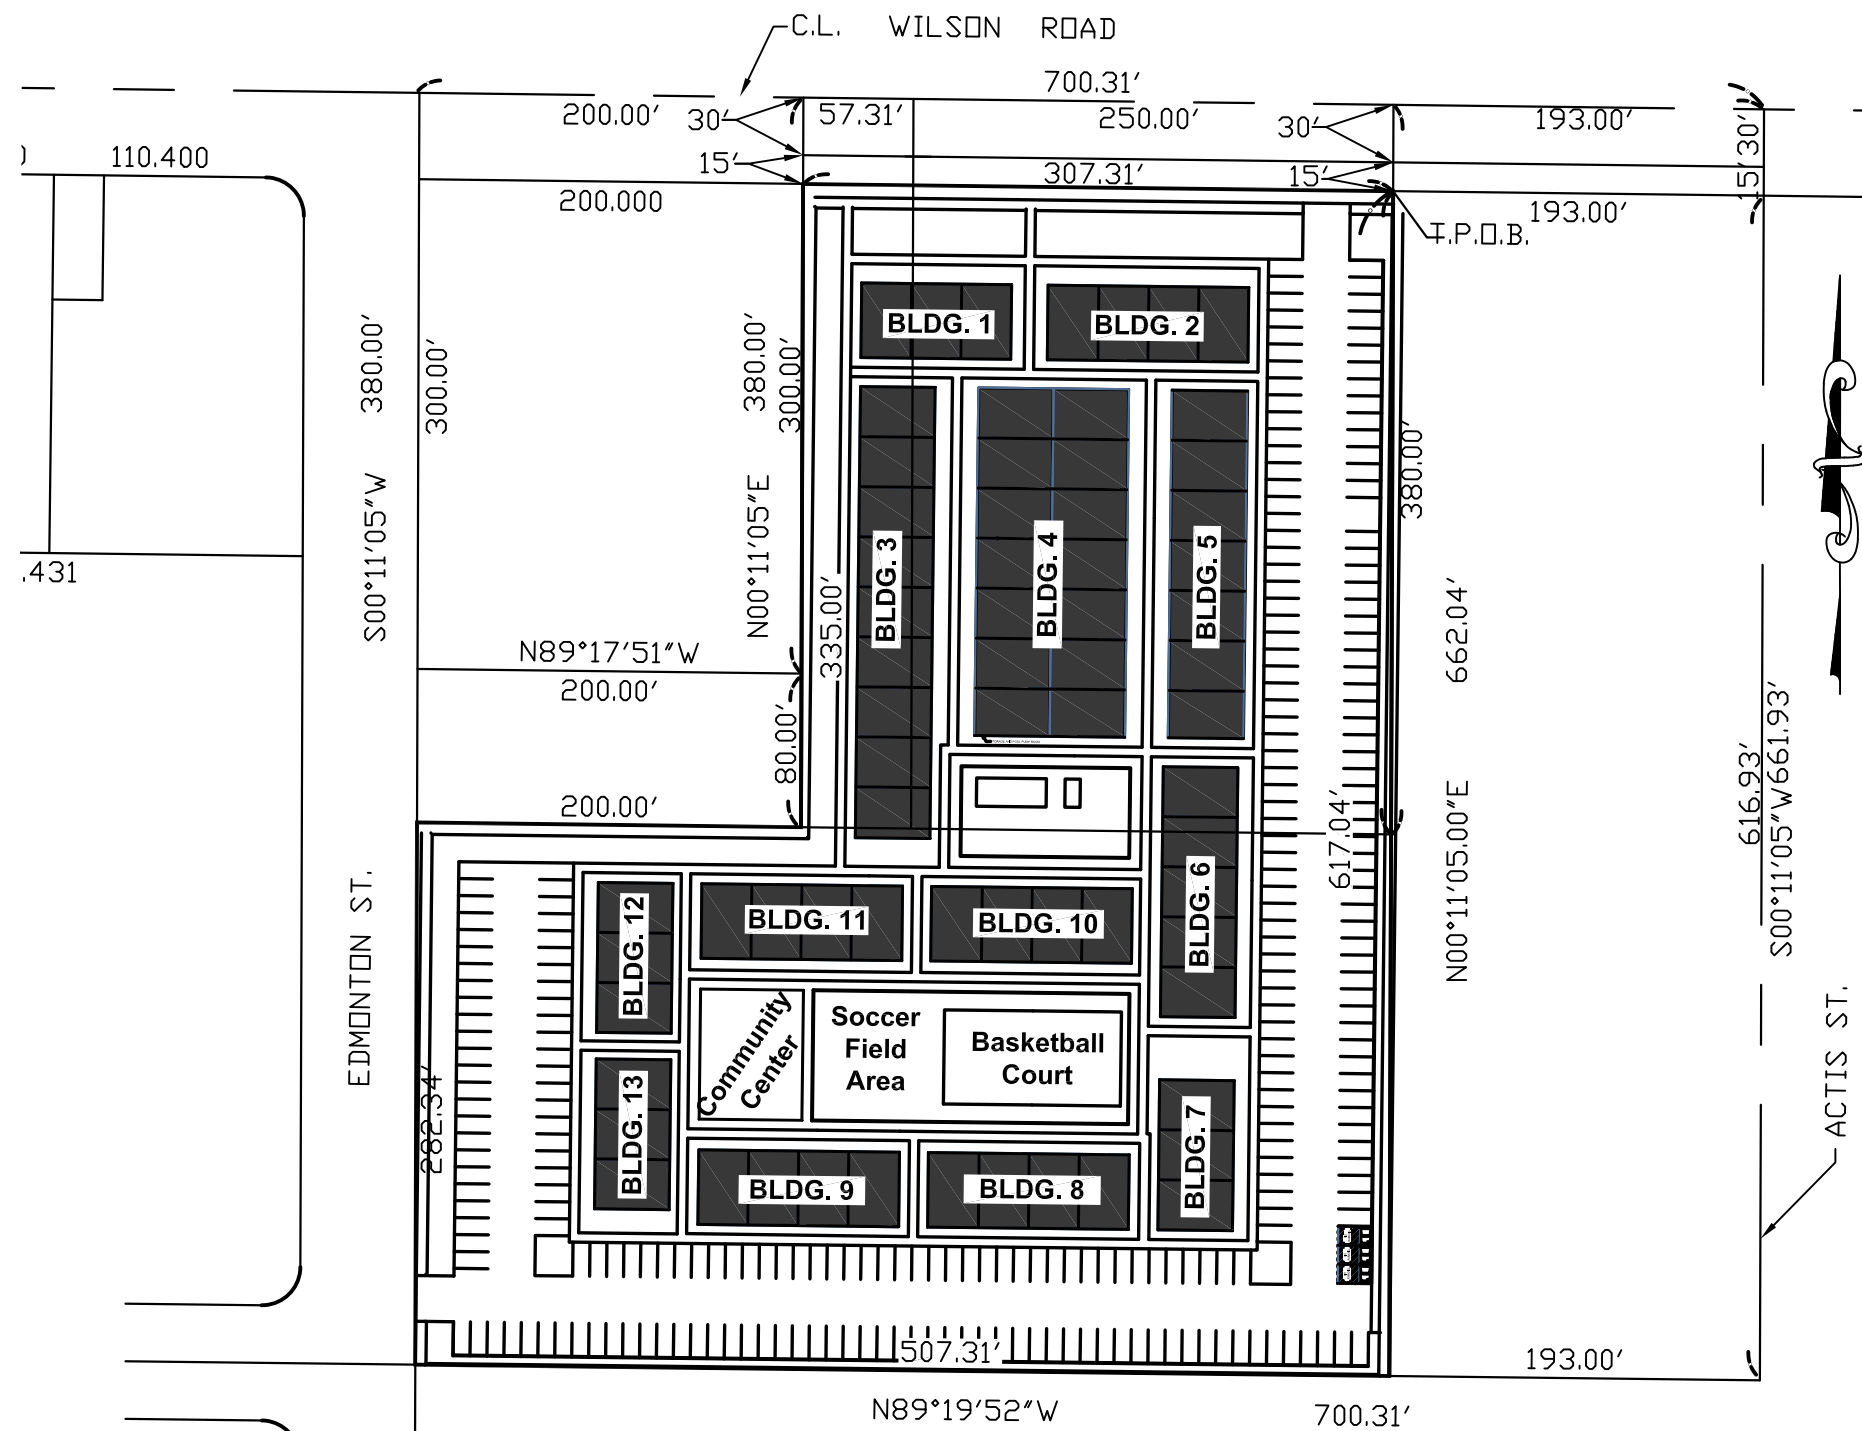 C.L. WILSON ROAD
700.31'
200.00'
30'
57.31'
250.00'
30'
193.00'
15' 30'
110.400
15'
307.31'
15'
200.000
193.00'
T.P.O.B.
BLDG. 1
BLDG. 2
S00°11'05"W 380.00'
300.00'
N00°11'05"E 380.00'
300.00'
335.00'
BLDG. 3
BLDG. 4
BLDG. 5
380.00'
.431
N00°11'05.00"E 662.04'
N89°17'51"W
200.00'
80.00'
200.00'
617.04'
616.93'
S00°11'05"W661.93'
EDMONTON ST.
BLDG. 12
BLDG. 11
BLDG. 10
BLDG. 6
Community
Center
Soccer
Field
Area
Basketball
Court
282.34'
BLDG. 13
BLDG. 9
BLDG. 8
BLDG. 7
ACTIS ST.
507.31'
193.00'
N89°19'52"W
700.31'